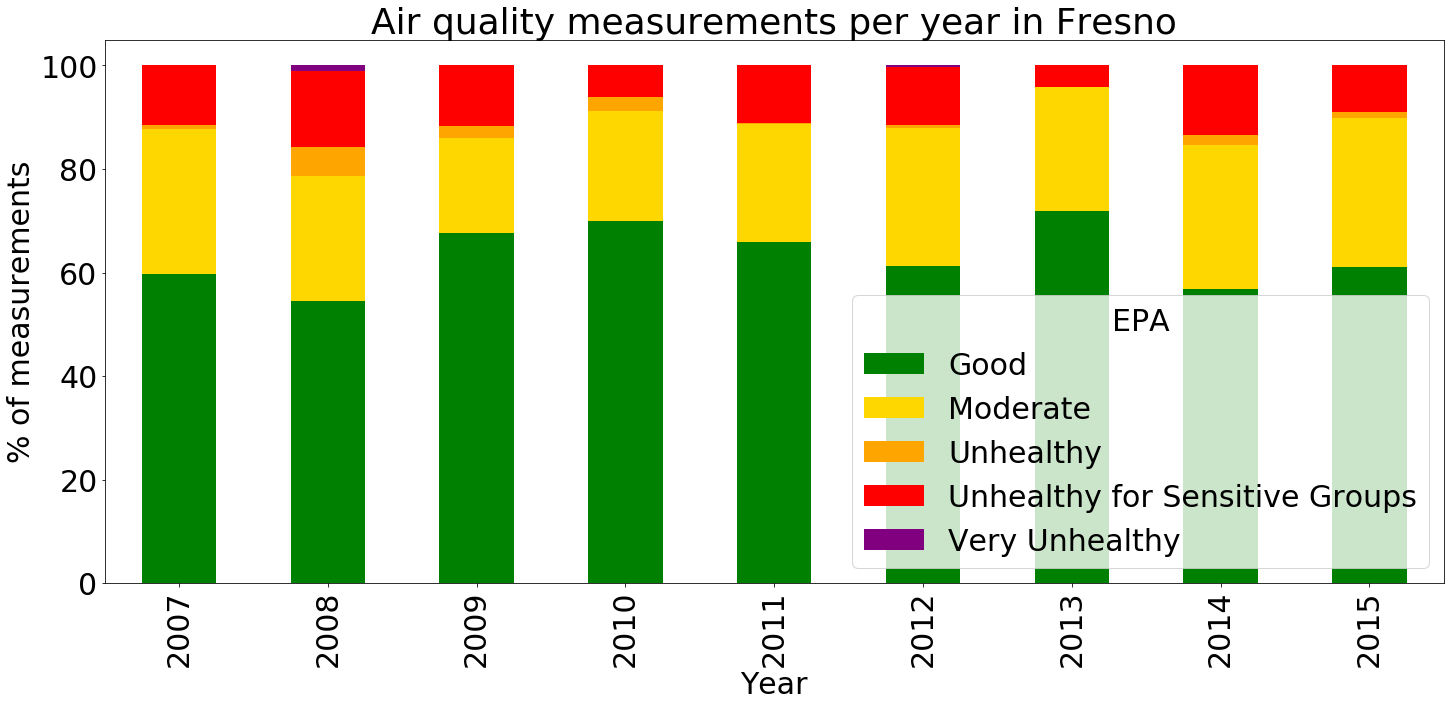 Air quality measurements per year in Fresno
% of measurements
100
80
60
40
20
0
EPA
Good
Moderate
Unhealthy
Unhealthy for Sensitive Groups
Very Unhealthy
2007 2008 2009 2010 2011 2012 2013 2014 2015
Year